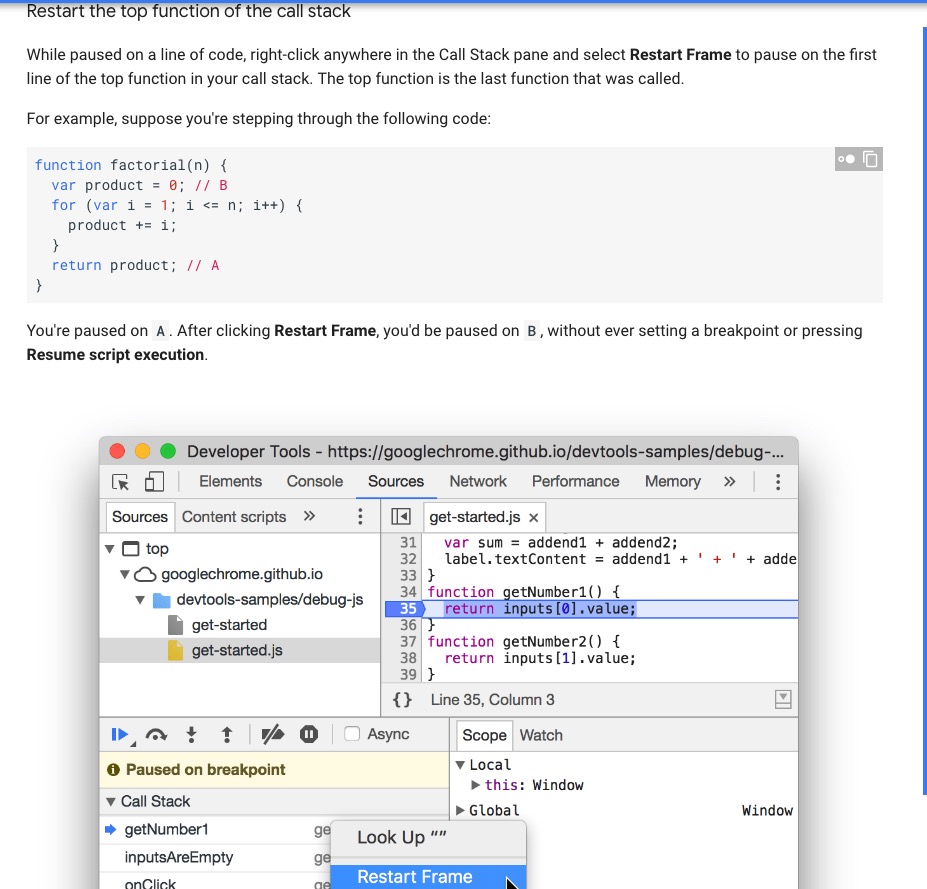 Restart the top function of the call stack
While paused on a line of code, right-click anywhere in the Call Stack pane and select Restart Frame to pause on the first
line of the top function in your call stack. The top function is the last function that was called.
For example, suppose you're stepping through the following code:
function factorial(n) {
  var product = 0; // B
  for (var i = 1; i <= n; i++) {
    product += i;
  }
  return product; // A
}
You're paused on A. After clicking Restart Frame, you'd be paused on B, without ever setting a breakpoint or pressing
Resume script execution.
Developer Tools - https://googlechrome.github.io/devtools-samples/debug-...
Elements Console Sources Network Performance Memory »
Sources Content scripts » get-started.js ×
top
googlechrome.github.io
devtools-samples/debug-js
get-started
get-started.js
31 var sum = addend1 + addend2;
32 label.textContent = addend1 + ' + ' + adde
33 }
34 function getNumber1() {
35 return inputs[0].value;
36 }
37 function getNumber2() {
38 return inputs[1].value;
39 }
{} Line 35, Column 3
Async
Paused on breakpoint
Call Stack
getNumber1 ge
inputsAreEmpty ge
onClick ge
Scope Watch
Local
this: Window
Global Window
Look Up “”
Restart Frame